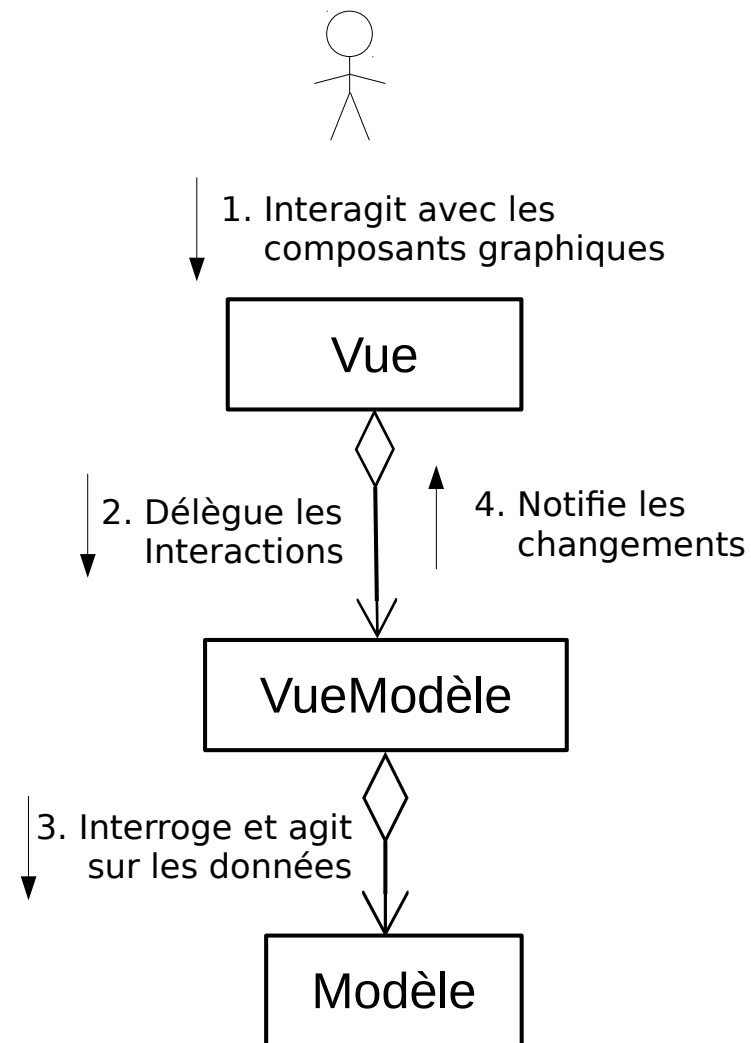 1. Interagit avec les
composants graphiques
Vue
2. Délègue les
Interactions
4. Notifie les
changements
VueModèle
3. Interroge et agit
sur les données
Modèle